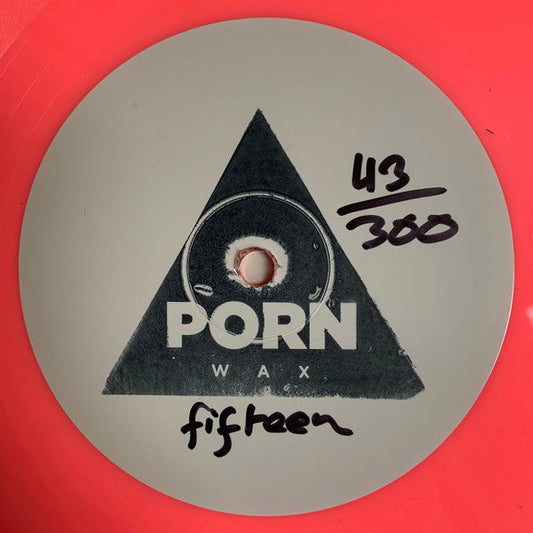 43
300
PORN
WAX
fifteen